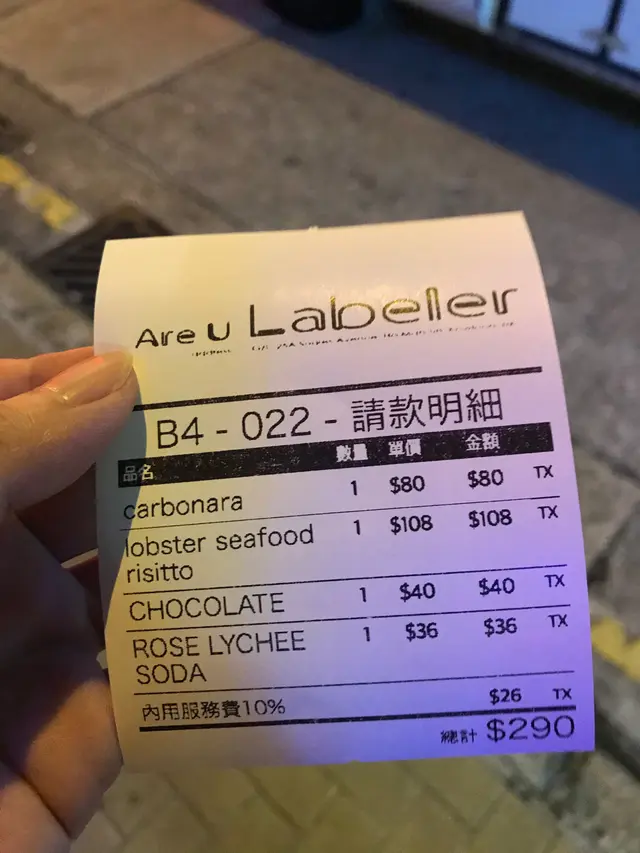 Are U Labeler
B4 - 022 - 請款明細
品名 數量 單價 金額
carbonara 1 $80 $80 TX
lobster seafood 1 $108 $108 TX
risitto
CHOCOLATE 1 $40 $40 TX
ROSE LYCHEE 1 $36 $36 TX
SODA
內用服務費10% $26 TX
總計 $290